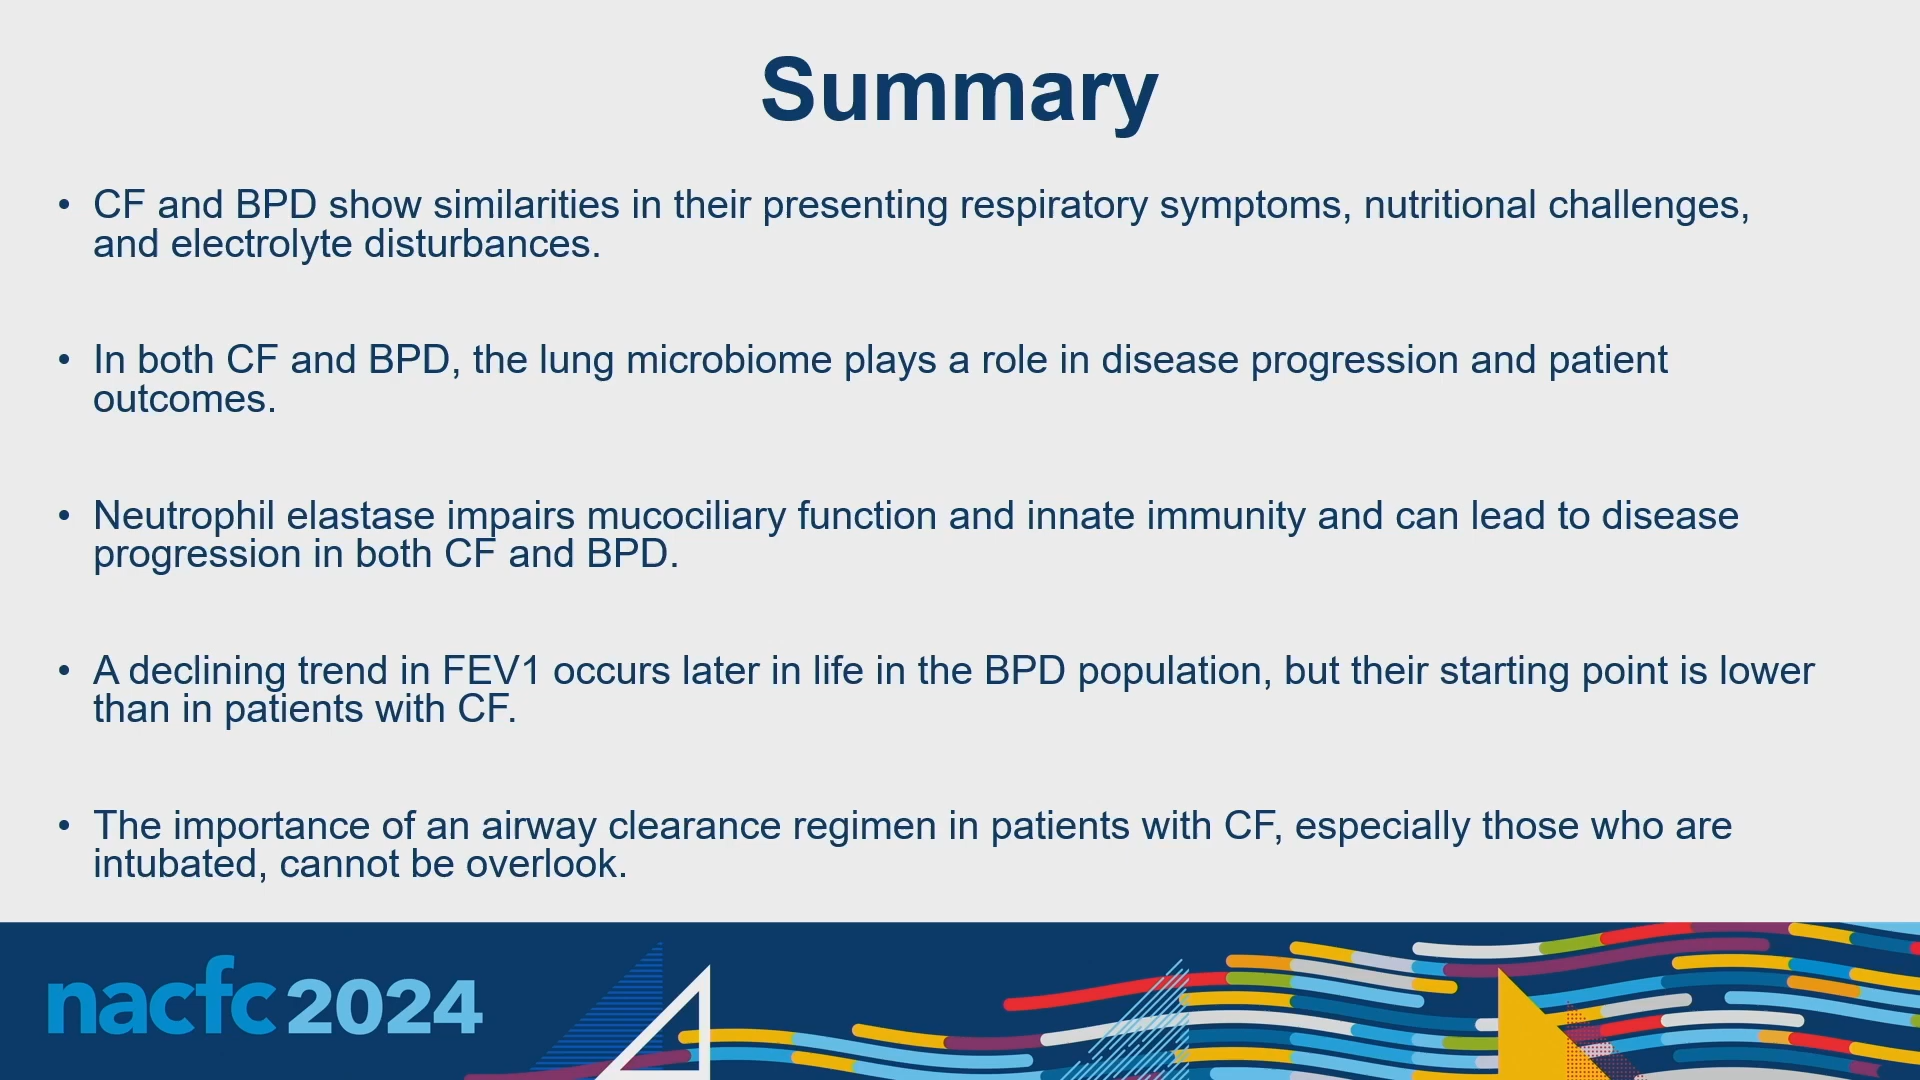 Summary
• CF and BPD show similarities in their presenting respiratory symptoms, nutritional challenges,
and electrolyte disturbances.
• In both CF and BPD, the lung microbiome plays a role in disease progression and patient
outcomes.
• Neutrophil elastase impairs mucociliary function and innate immunity and can lead to disease
progression in both CF and BPD.
• A declining trend in FEV1 occurs later in life in the BPD population, but their starting point is lower
than in patients with CF.
• The importance of an airway clearance regimen in patients with CF, especially those who are
intubated, cannot be overlook.
nacfc 2024